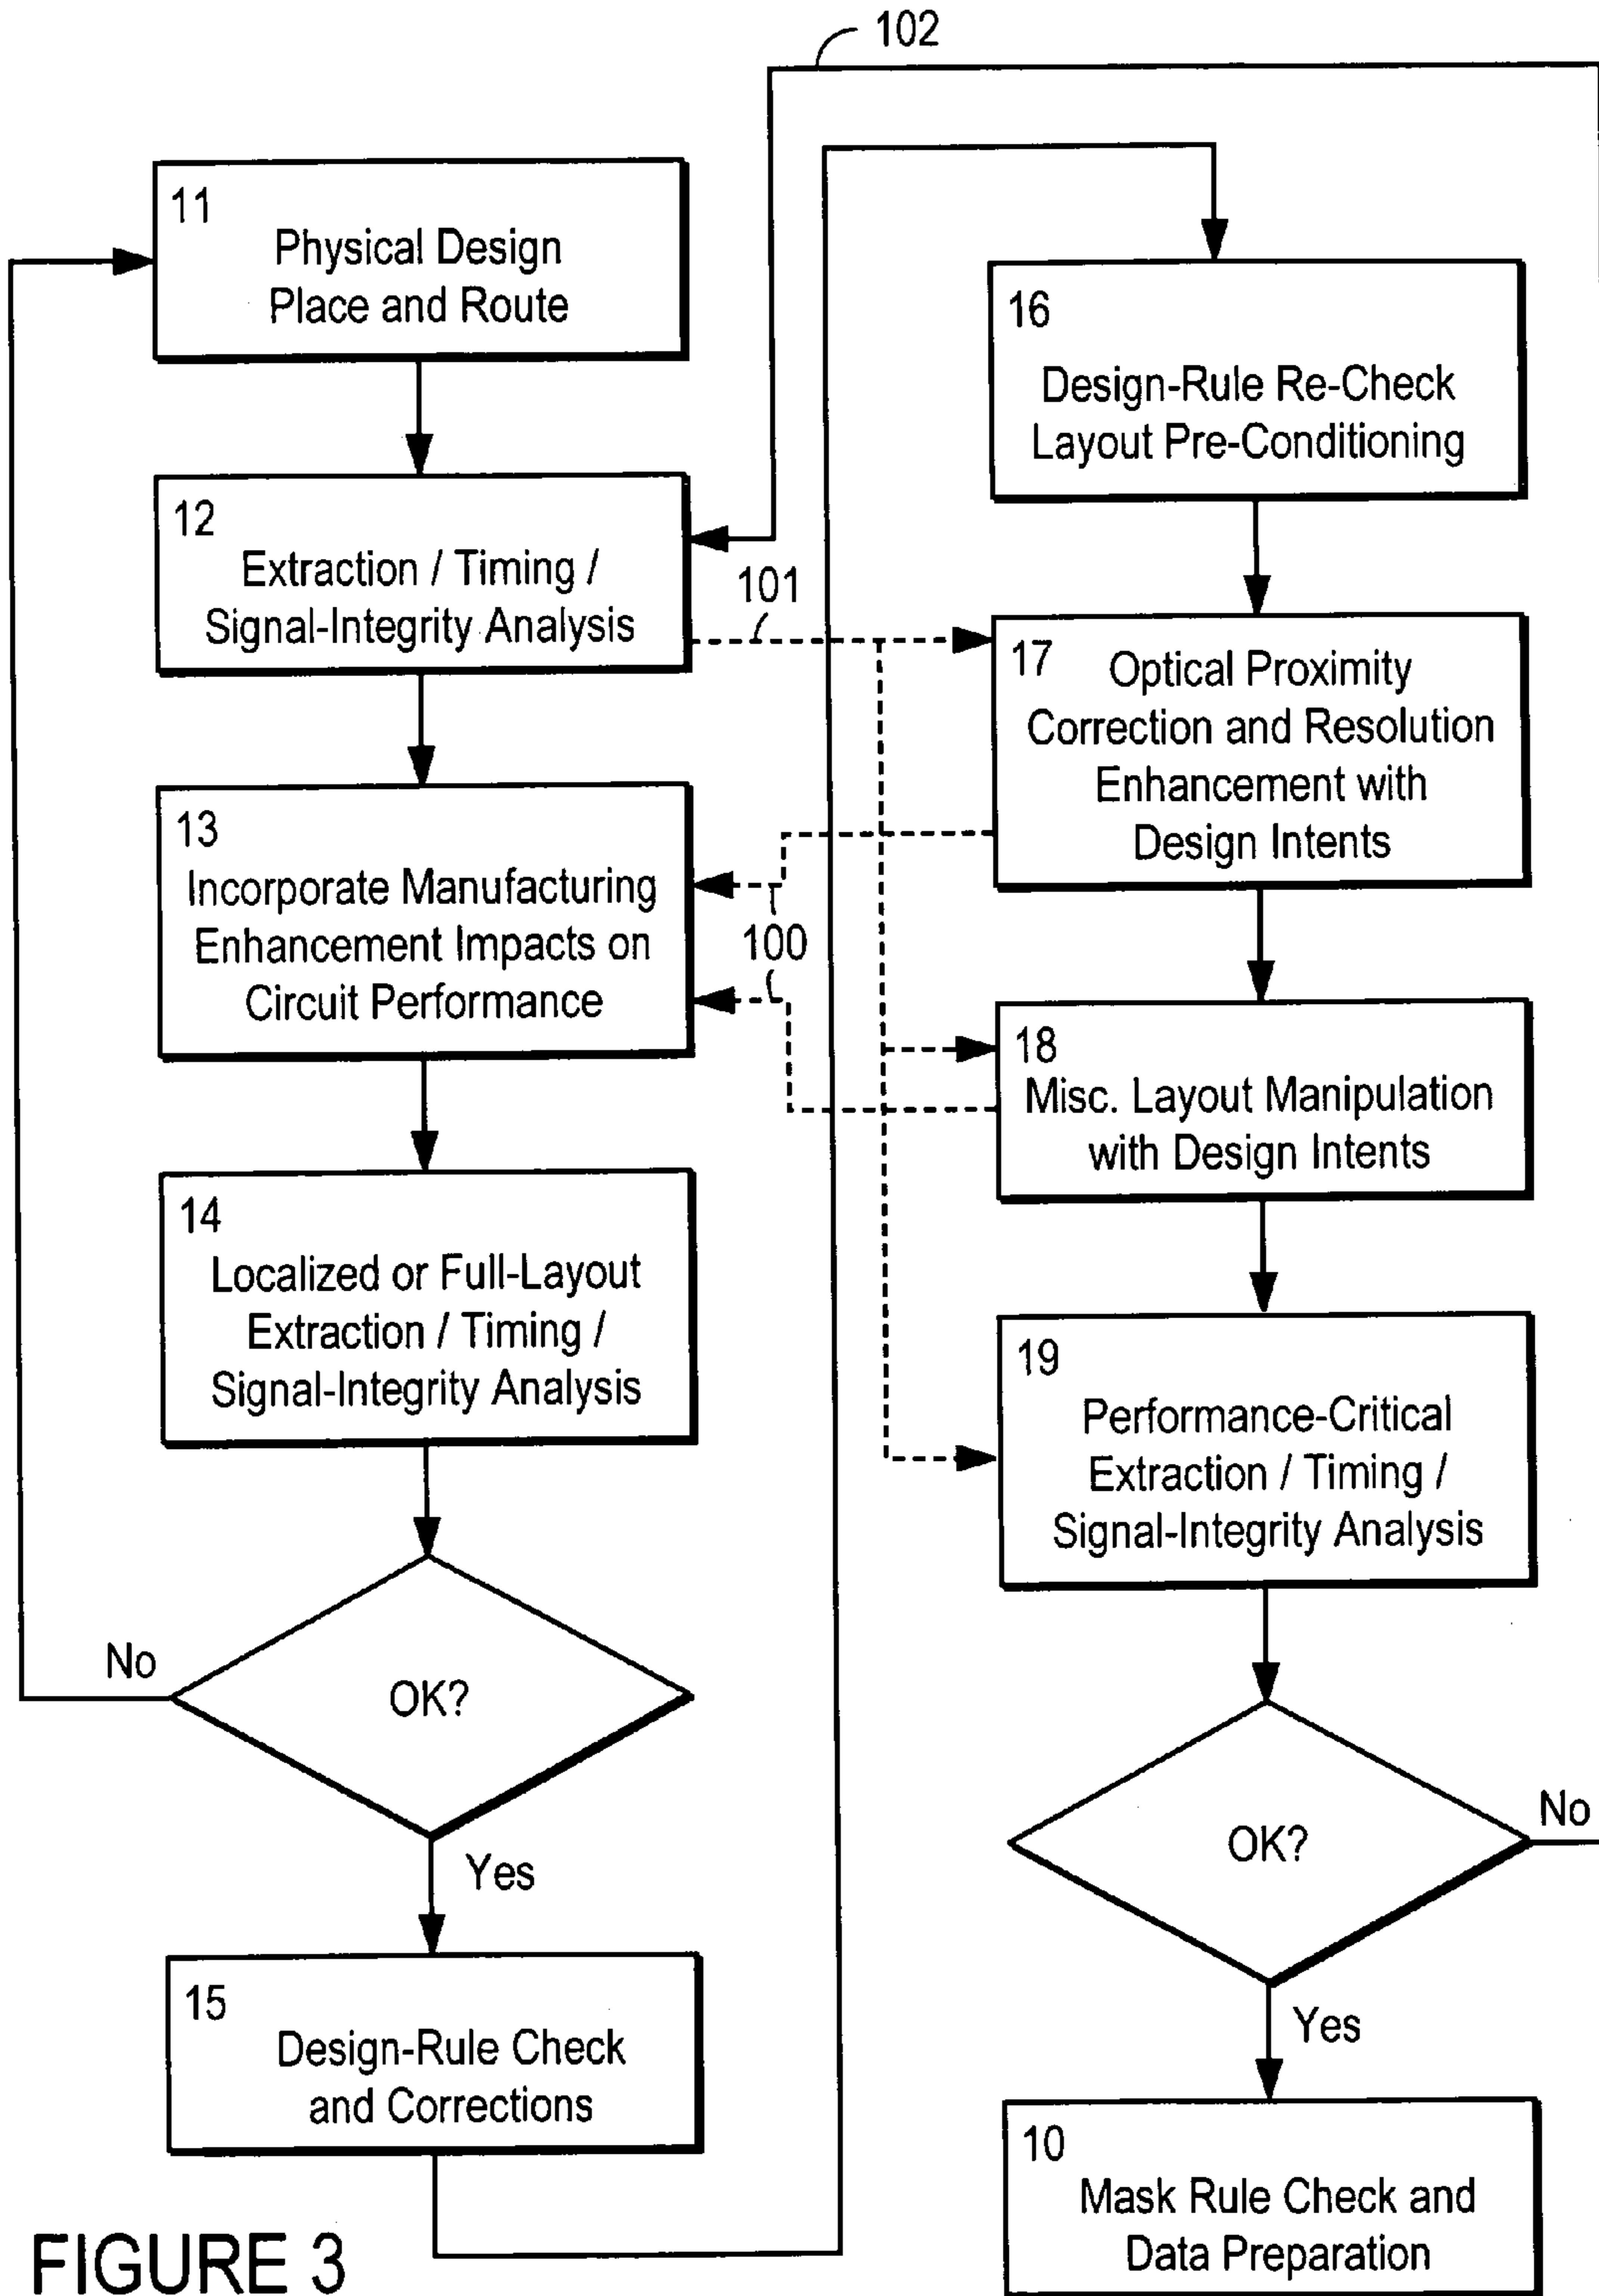 102
11
Physical Design
Place and Route
12
Extraction / Timing /
Signal-Integrity Analysis
101
13
Incorporate Manufacturing
Enhancement Impacts on
Circuit Performance
100
14
Localized or Full-Layout
Extraction / Timing /
Signal-Integrity Analysis
No
OK?
Yes
15
Design-Rule Check
and Corrections
16
Design-Rule Re-Check
Layout Pre-Conditioning
17
Optical Proximity
Correction and Resolution
Enhancement with
Design Intents
18
Misc. Layout Manipulation
with Design Intents
19
Performance-Critical
Extraction / Timing /
Signal-Integrity Analysis
OK?
No
Yes
10
Mask Rule Check and
Data Preparation
FIGURE 3